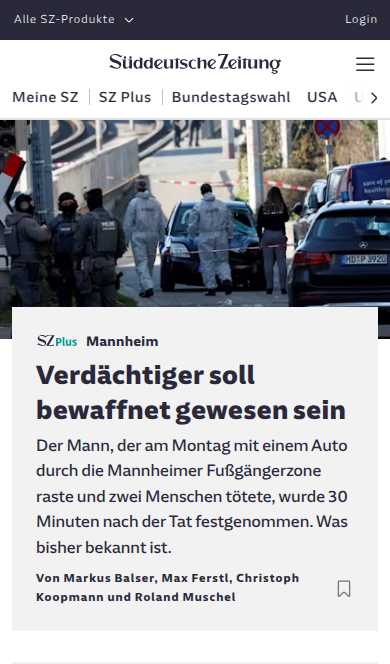 Alle SZ-Produkte Login
Süddeutsche Zeitung
Meine SZ SZ Plus Bundestagswahl USA
HD·P 3920
SZ Plus Mannheim
Verdächtiger soll
bewaffnet gewesen sein
Der Mann, der am Montag mit einem Auto
durch die Mannheimer Fußgängerzone
raste und zwei Menschen tötete, wurde 30
Minuten nach der Tat festgenommen. Was
bisher bekannt ist.
Von Markus Balser, Max Ferstl, Christoph
Koopmann und Roland Muschel